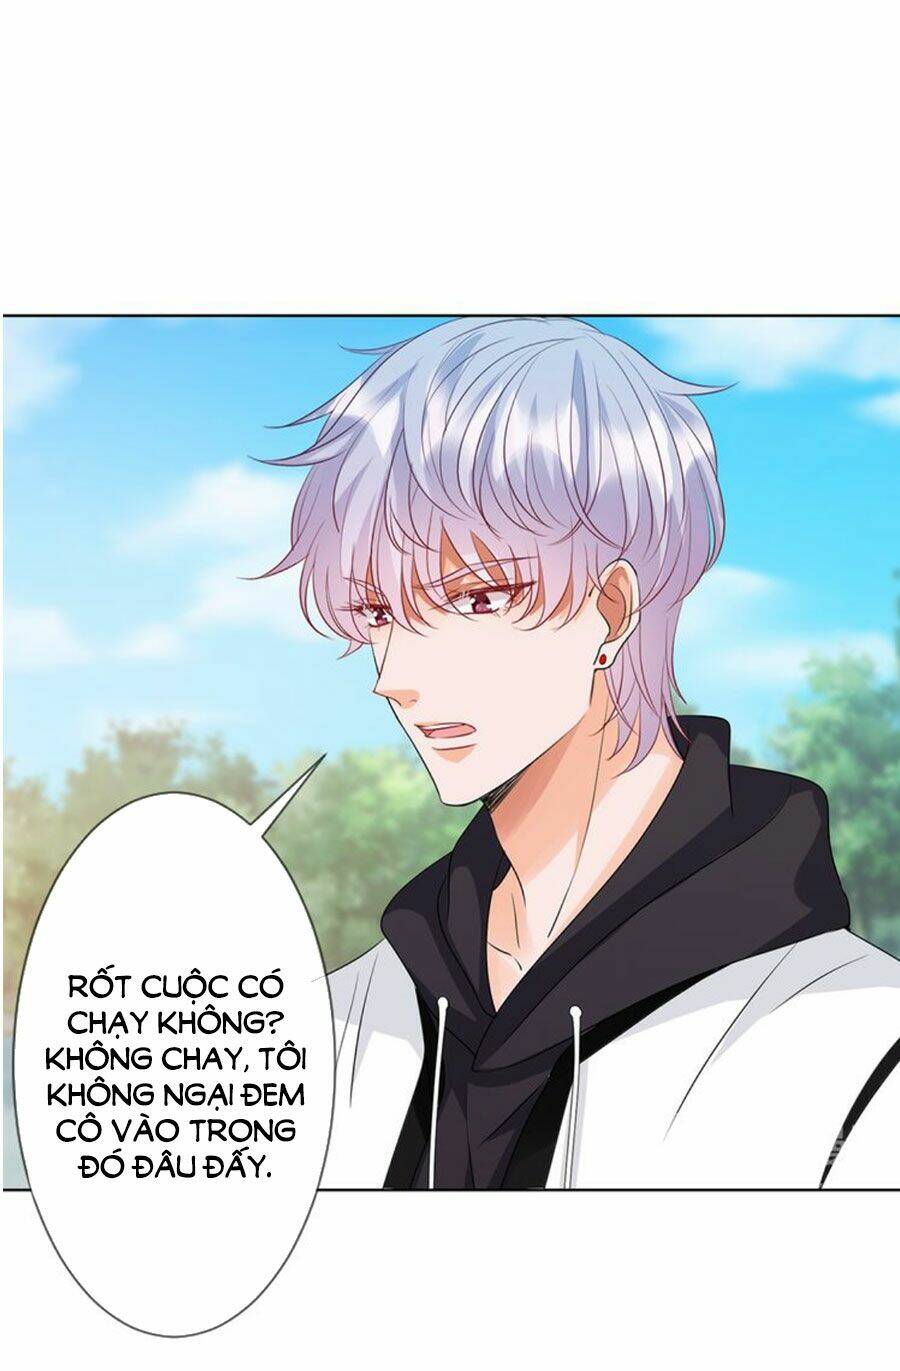 RỐT CUỘC CÓ
CHẠY KHÔNG?
KHÔNG CHAY, TÔI
KHÔNG NGẠI ĐEM
CÔ VÀO TRONG
ĐÓ ĐÂU ĐẤY.